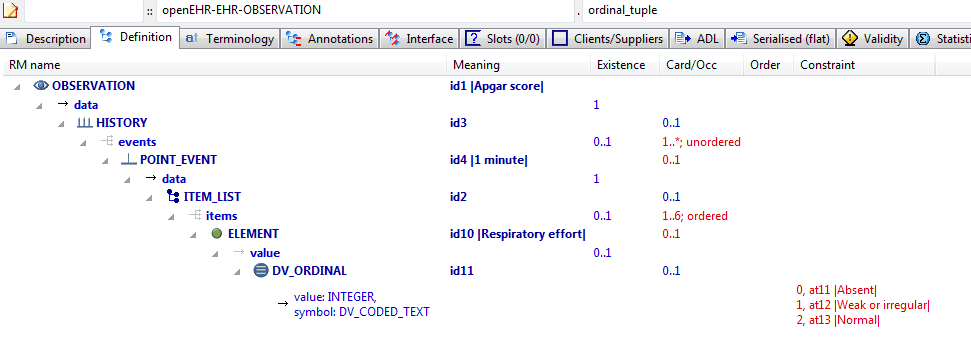 :: openEHR-EHR-OBSERVATION . ordinal_tuple
Description Definition Terminology Annotations Interface Slots (0/0) Clients/Suppliers ADL Serialised (flat) Validity Statisti
RM name Meaning Existence Card/Occ Order Constraint
OBSERVATION id1 |Apgar score|
data 1
HISTORY id3 0..1
events 0..1 1..*; unordered
POINT_EVENT id4 |1 minute| 0..1
data 1
ITEM_LIST id2 0..1
items 0..1 1..6; ordered
ELEMENT id10 |Respiratory effort| 0..1
value 0..1
DV_ORDINAL id11 0..1
0, at11 |Absent|
value: INTEGER, 1, at12 |Weak or irregular|
symbol: DV_CODED_TEXT 2, at13 |Normal|